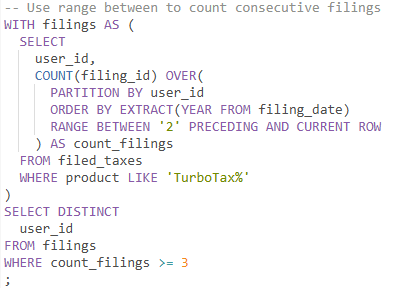 -- Use range between to count consecutive filings
WITH filings AS (
  SELECT
    user_id,
    COUNT(filing_id) OVER(
      PARTITION BY user_id
      ORDER BY EXTRACT(YEAR FROM filing_date)
      RANGE BETWEEN '2' PRECEDING AND CURRENT ROW
    ) AS count_filings
  FROM filed_taxes
  WHERE product LIKE 'TurboTax%'
)
SELECT DISTINCT
  user_id
FROM filings
WHERE count_filings >= 3
;